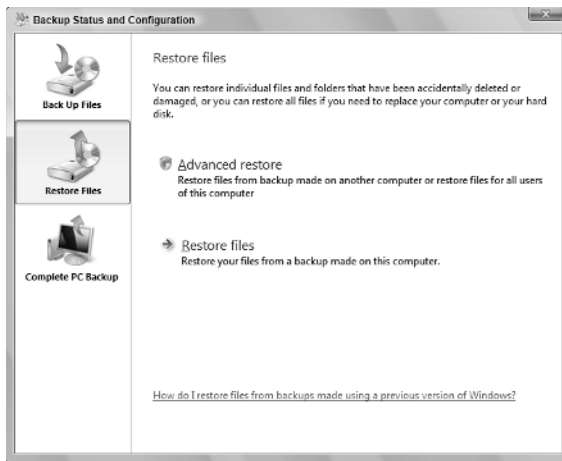 Backup Status and Configuration
Back Up Files
Restore Files
Complete PC Backup
Restore files
You can restore individual files and folders that have been accidentally deleted or
damaged, or you can restore all files if you need to replace your computer or your hard
disk.
Advanced restore
Restore files from backup made on another computer or restore files for all users
of this computer
Restore files
Restore your files from a backup made on this computer.
How do I restore files from backups made using a previous version of Windows?